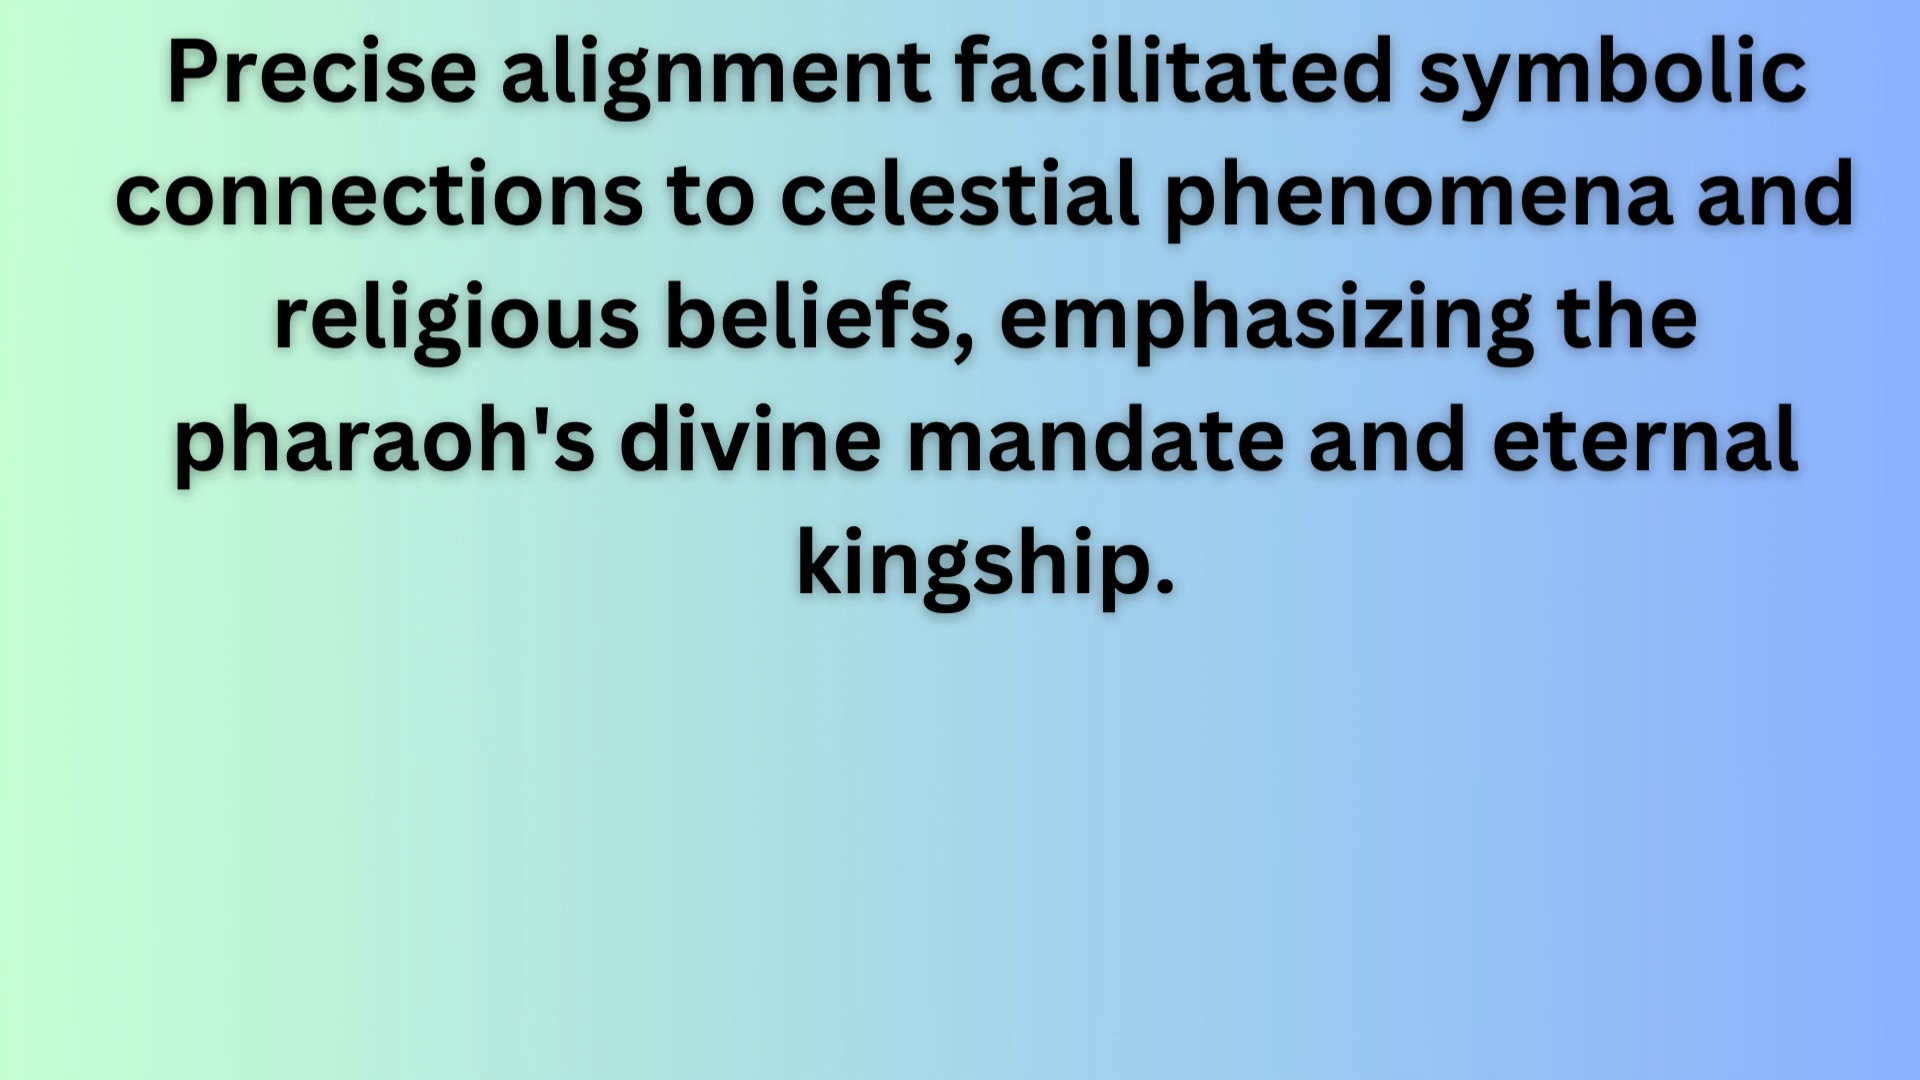 Precise alignment facilitated symbolic
connections to celestial phenomena and
religious beliefs, emphasizing the
pharaoh's divine mandate and eternal
kingship.